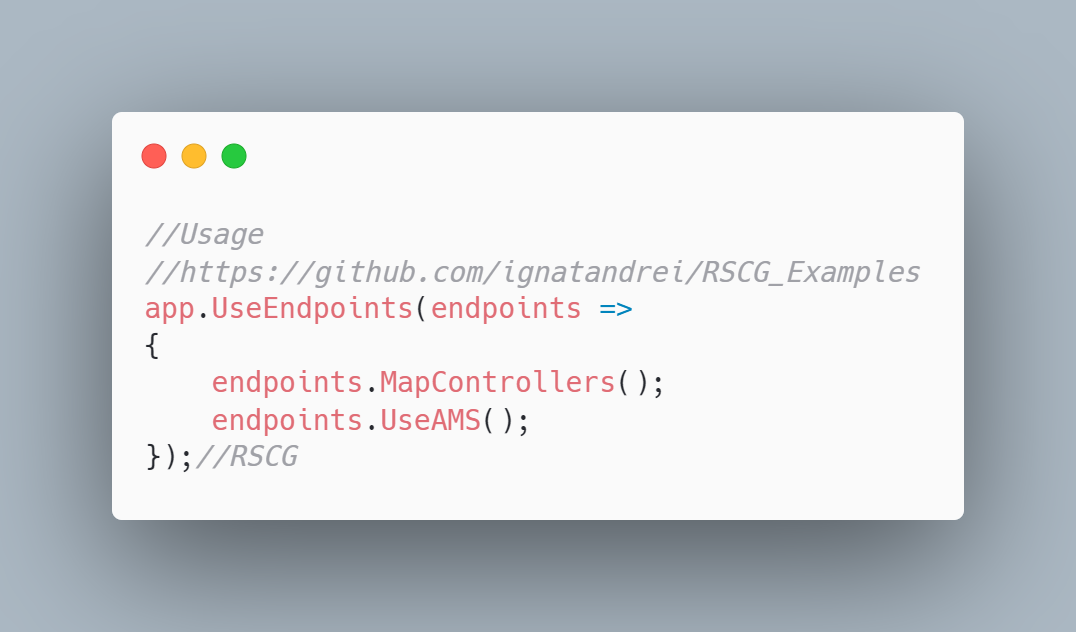 //Usage
//https://github.com/ignatandrei/RSCG_Examples
app.UseEndpoints(endpoints =>
{
    endpoints.MapControllers();
    endpoints.UseAMS();
});//RSCG